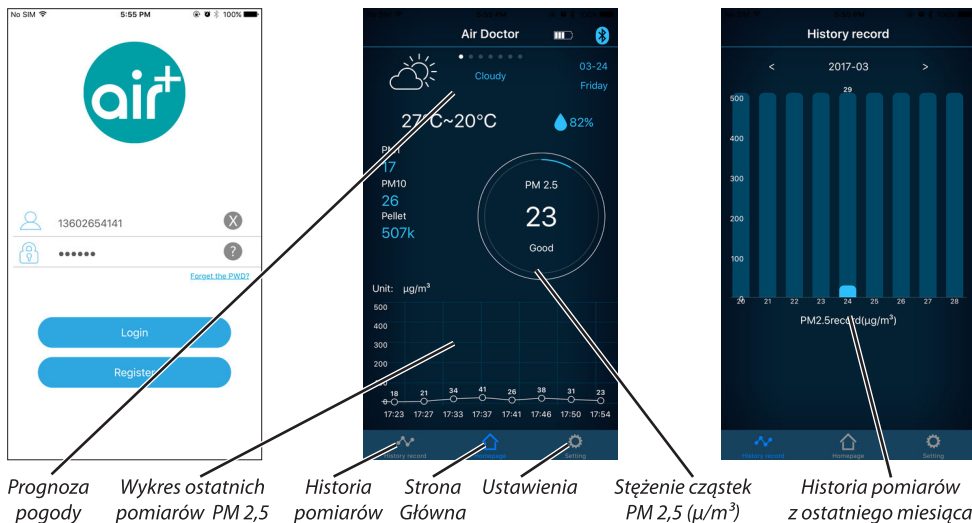 No SIM 5:55 PM 100%
air+
13602654141 X
•••••• ?
Forget the PWD?
Login
Register
Air Doctor
Cloudy
03-24
Friday
27°C~20°C
82%
PM1
17
PM10
26
Pellet
507k
PM 2.5
23
Good
Unit: μg/m³
500
400
300
200
0
18 21 34 41 26 38 31 23
17:23 17:27 17:33 17:37 17:41 17:46 17:50 17:54
History record Homepage Setting
History record
< 2017-03 >
29
500
400
300
200
100
21 22 23 24 25 26 27 28
PM2.5record(μg/m³)
History record Homepage Setting
Prognoza
pogody
Wykres ostatnich
pomiarów PM 2,5
Historia
pomiarów
Strona
Główna
Ustawienia
Stężenie cząstek
PM 2,5 (μ/m³)
Historia pomiarów
z ostatniego miesiąca